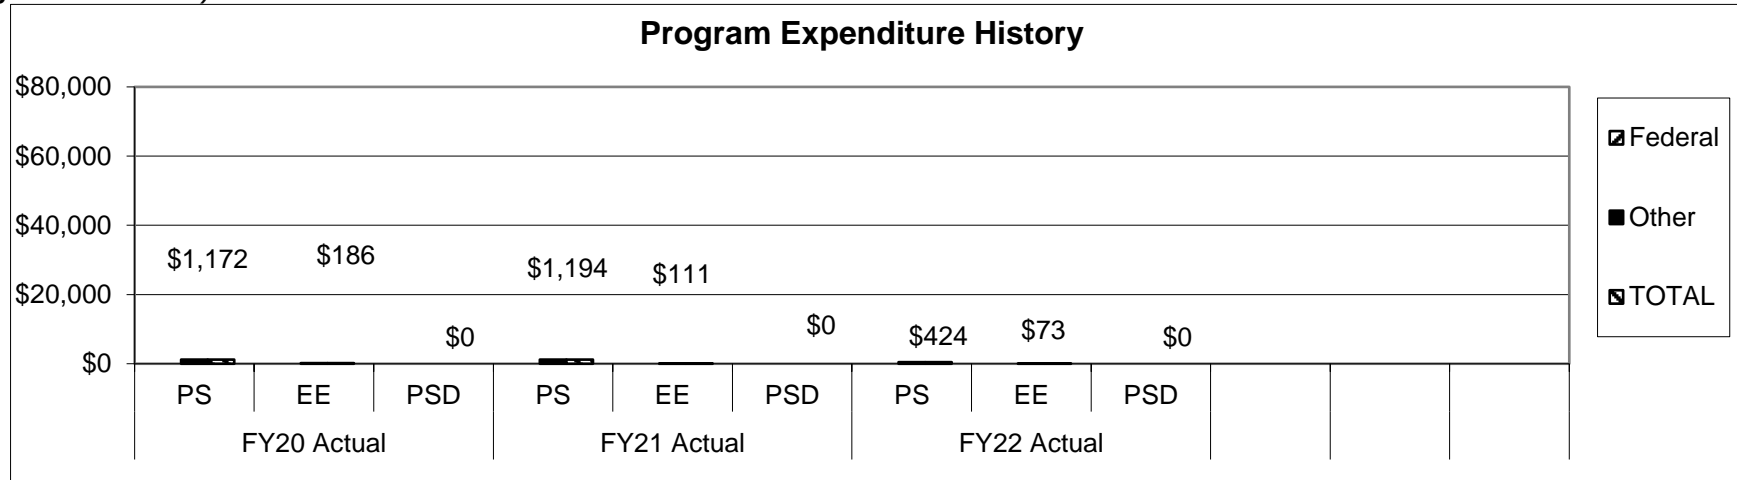 Program Expenditure History
$80,000
$60,000
$40,000
$20,000
$0
$1,172
$186
$0
$1,194
$111
$0
$424
$73
$0
PS EE PSD PS EE PSD PS EE PSD
FY20 Actual FY21 Actual FY22 Actual
Federal
Other
TOTAL